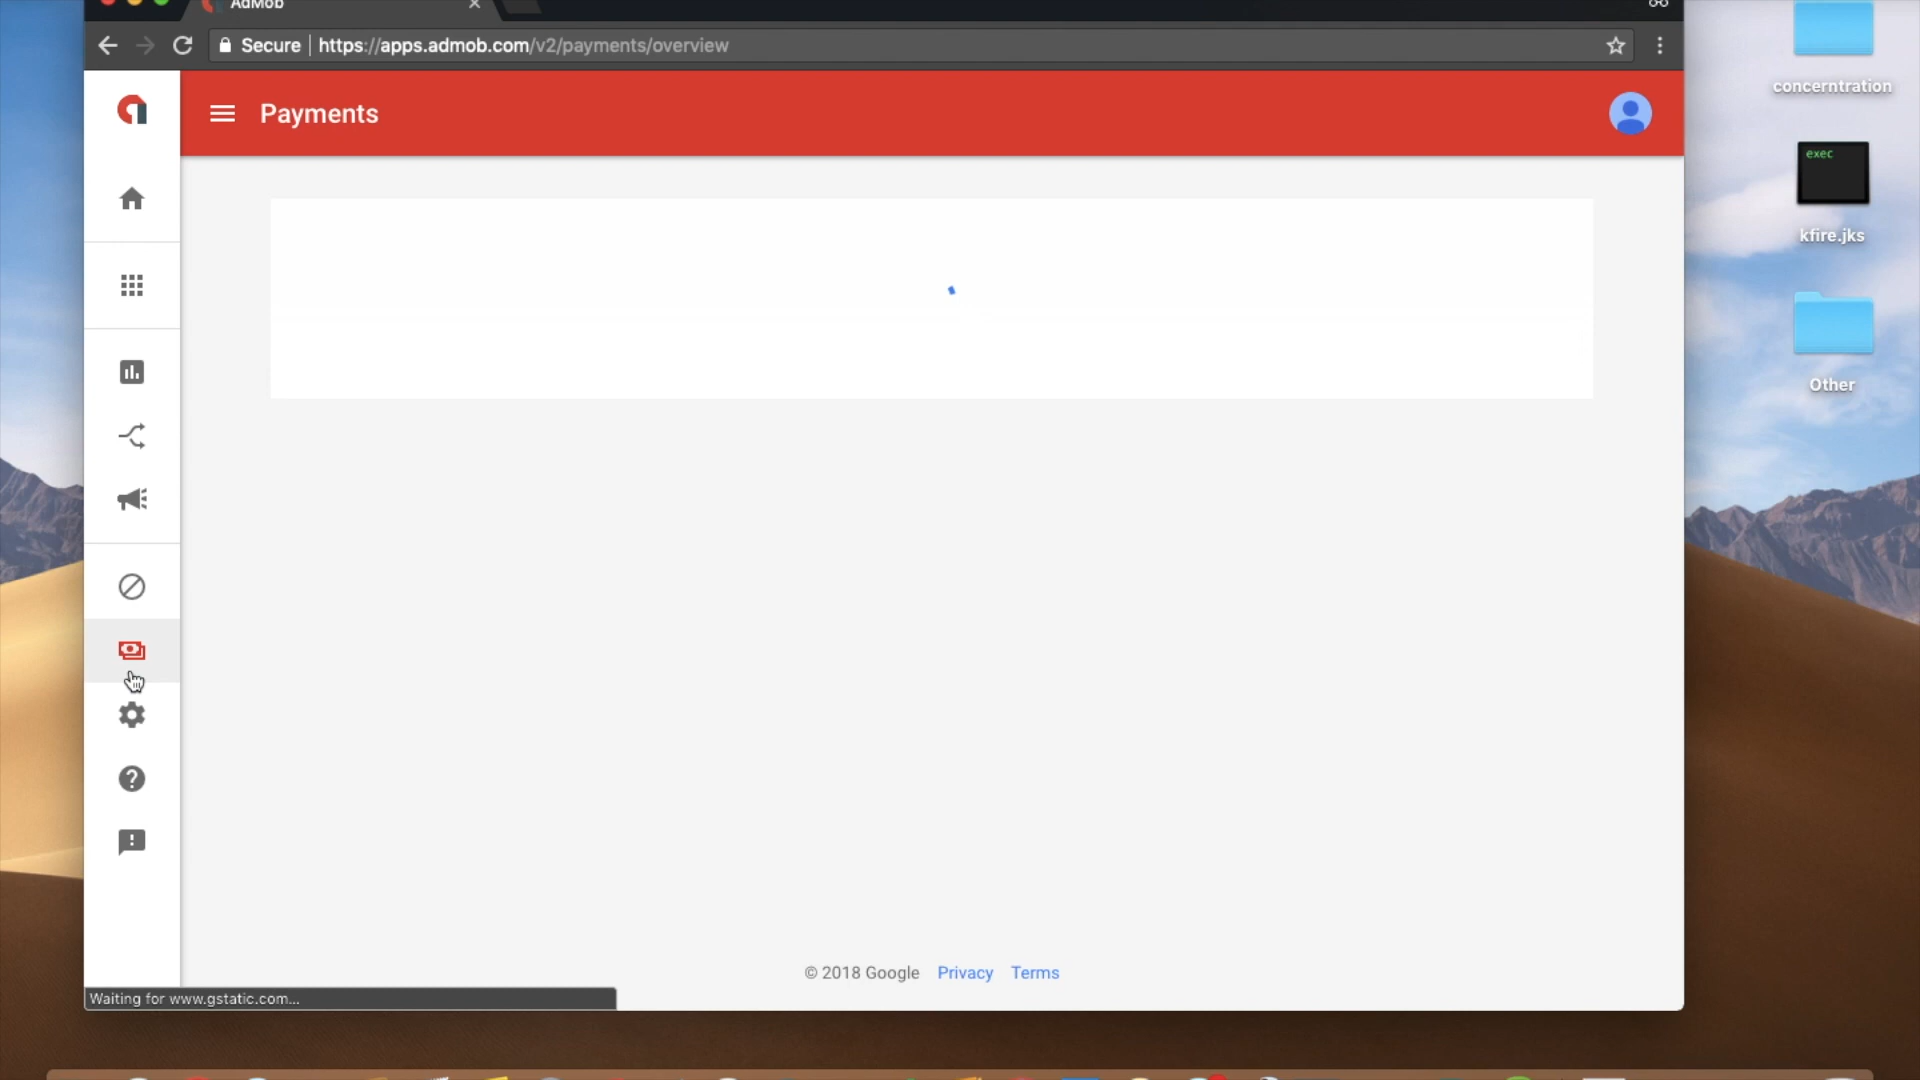 AdMob
Secure https://apps.admob.com/v2/payments/overview
Payments
concerntration
exec
kfire.jks
Other
© 2018 Google Privacy Terms
Waiting for www.gstatic.com...